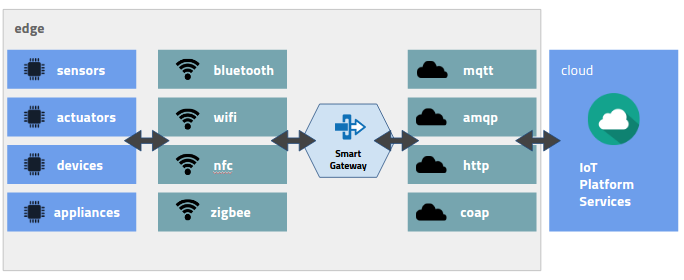 edge
sensors
actuators
devices
appliances
bluetooth
wifi
nfc
zigbee
Smart
Gateway
mqtt
amqp
http
coap
cloud
IoT
Platform
Services